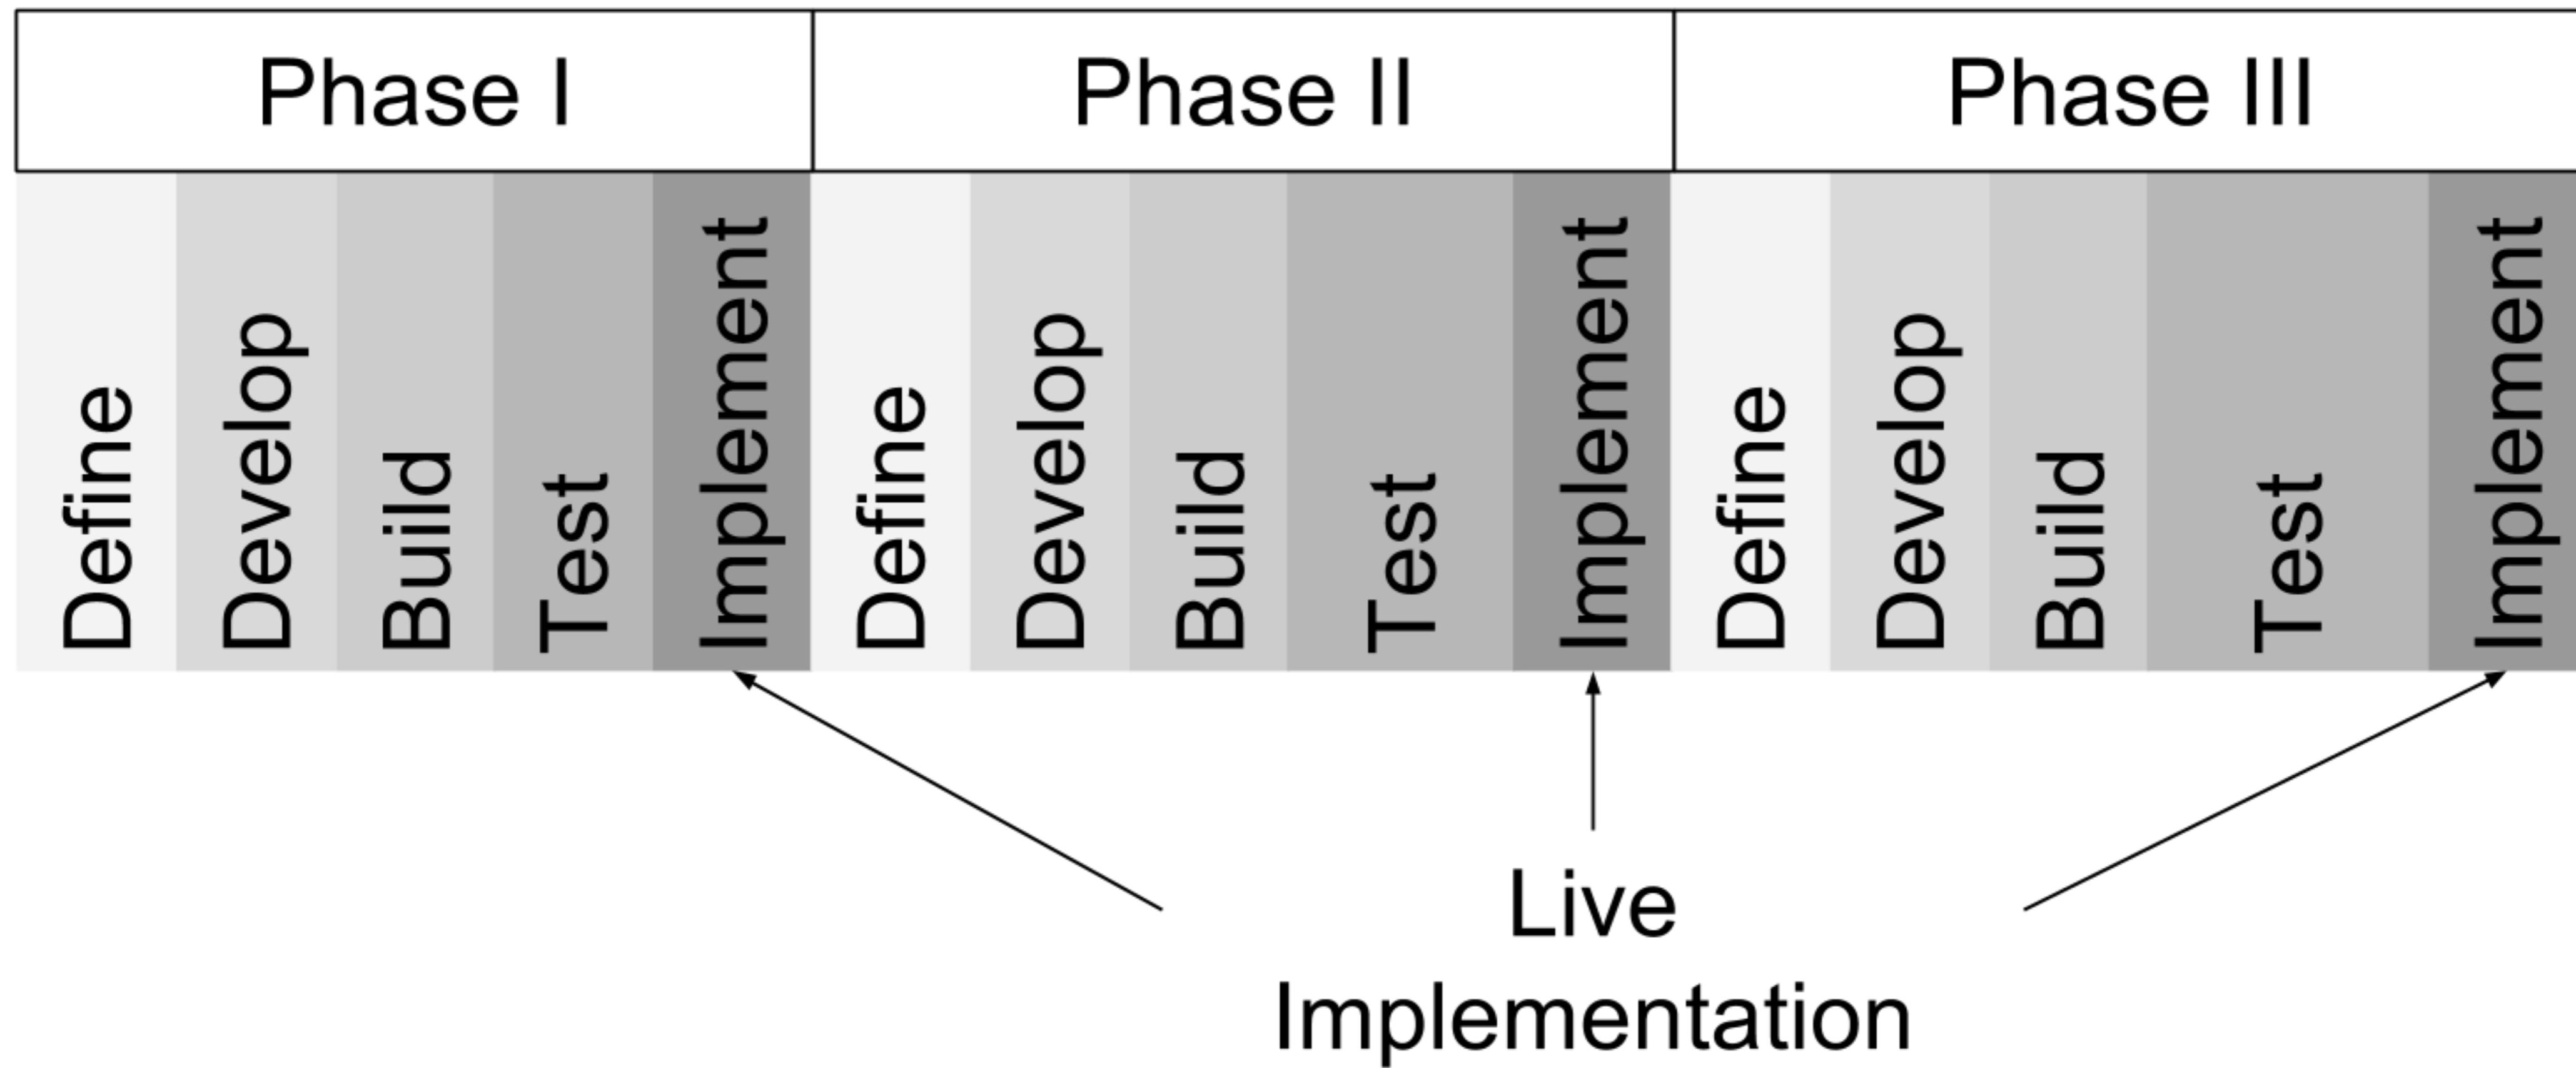 Phase I
Phase II
Phase III
Define
Develop
Build
Test
Implement
Define
Develop
Build
Test
Implement
Define
Develop
Build
Test
Implement
Live
Implementation